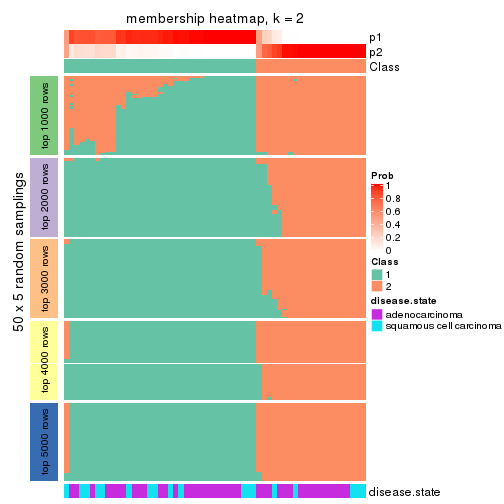 membership heatmap, k = 2
p1
p2
Class
50 x 5 random samplings
top 1000 rows
top 2000 rows
top 3000 rows
top 4000 rows
top 5000 rows
Prob
1
0.8
0.6
0.4
0.2
0
Class
1
2
disease.state
adenocarcinoma
squamous cell carcinoma
disease.state